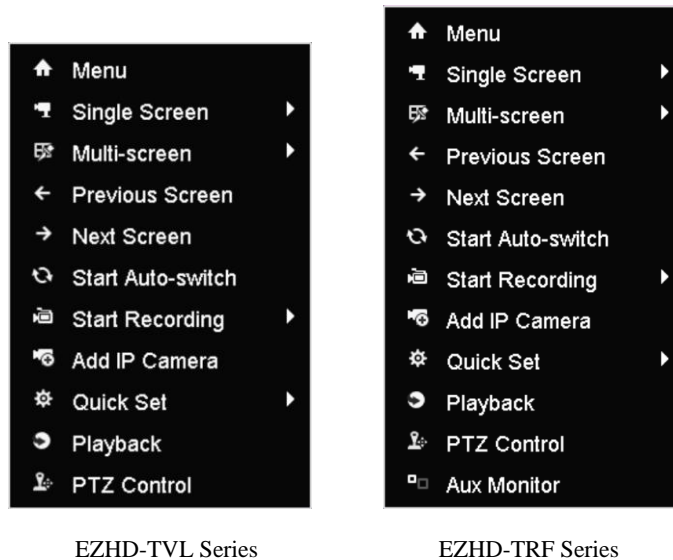 Menu
Single Screen
Multi-screen
Previous Screen
Next Screen
Start Auto-switch
Start Recording
Add IP Camera
Quick Set
Playback
PTZ Control
EZHD-TVL Series
Menu
Single Screen
Multi-screen
Previous Screen
Next Screen
Start Auto-switch
Start Recording
Add IP Camera
Quick Set
Playback
PTZ Control
Aux Monitor
EZHD-TRF Series